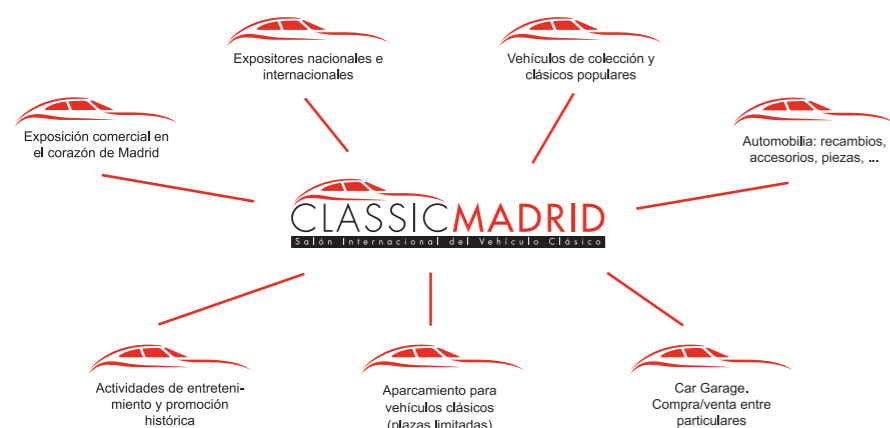 Expositores nacionales e
internacionales
Vehículos de colección y
clásicos populares
Exposición comercial en
el corazón de Madrid
Automobilia: recambios,
accesorios, piezas, ...
CLASSICMADRID
Salón Internacional del Vehículo Clásico
Actividades de entreteni-
miento y promoción
histórica
Aparcamiento para
vehículos clásicos
(plazas limitadas)
Car Garage.
Compra/venta entre
particulares